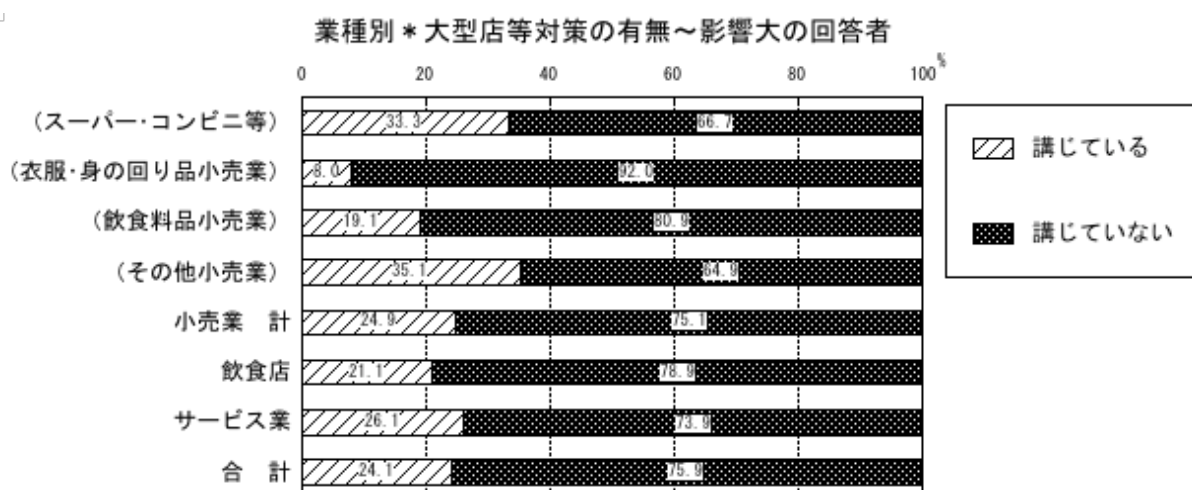 業種別＊大型店等対策の有無～影響大の回答者
0 20 40 60 80 100 %
（スーパー・コンビニ等） 33.3 66.7
（衣服・身の回り品小売業） 8.0 92.0
（飲食料品小売業） 19.1 80.9
（その他小売業） 35.1 64.9
小売業　計 24.9 75.1
飲食店 21.1 78.9
サービス業 26.1 73.9
合　計 24.1 75.9
講じている
講じていない